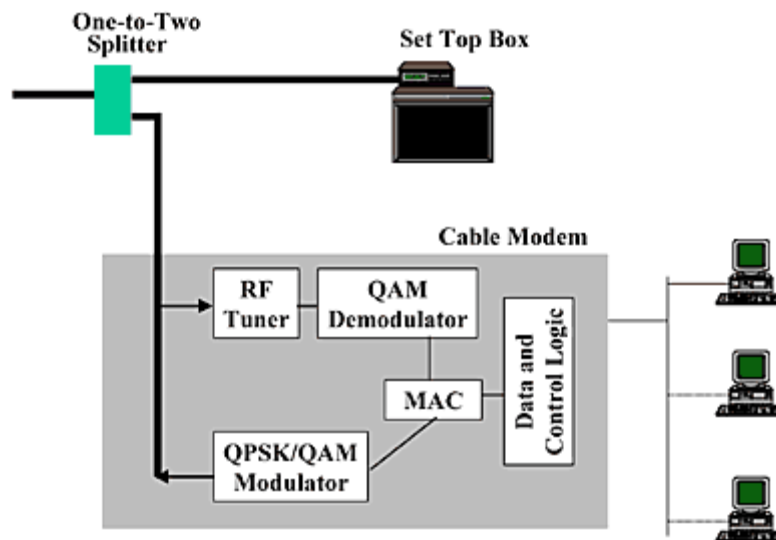 One-to-Two
Splitter
Set Top Box
Cable Modem
RF
Tuner
QAM
Demodulator
MAC
Data and
Control Logic
QPSK/QAM
Modulator